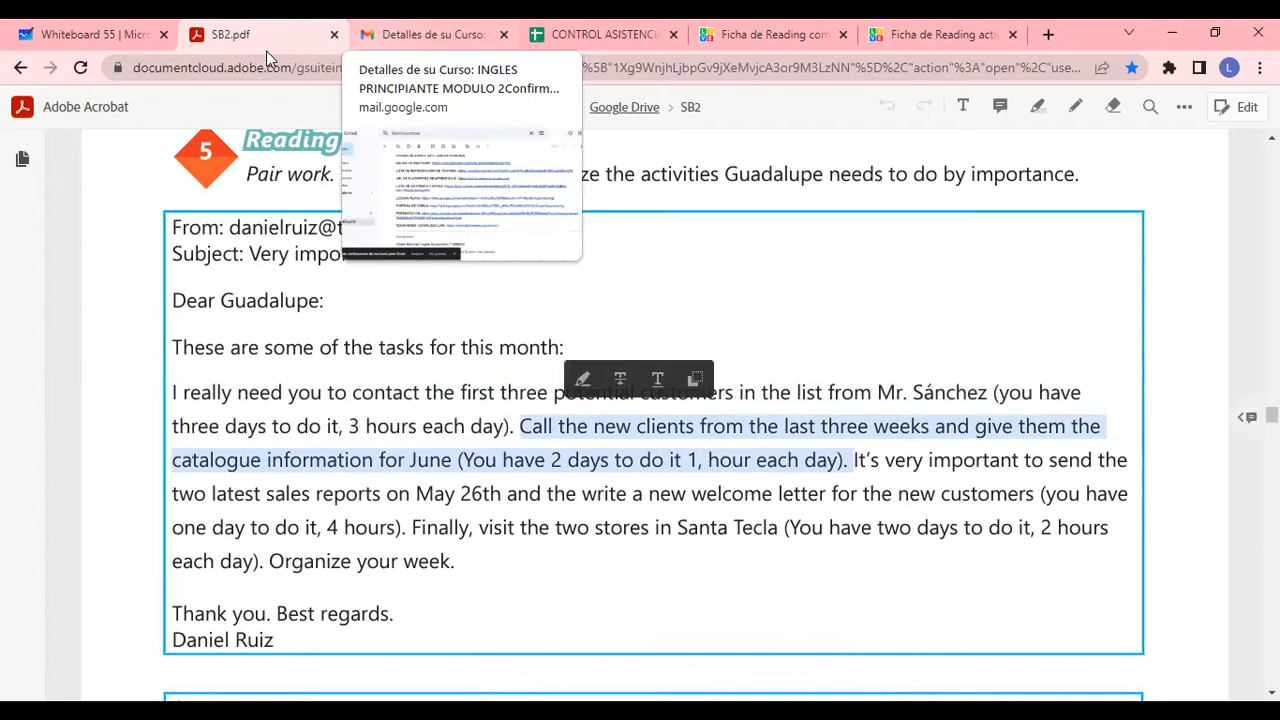 Whiteboard 55 | Micro
SB2.pdf
Detalles de su Curso:
CONTROL ASISTENCIA
Ficha de Reading com
Ficha de Reading acti
documentcloud.adobe.com/gsuitein
%5B"1Xg9WnjhLjbpGv9jXeMyjcA3or9M3LzNN"%5D%2C"action"%3A"open"%2C"use...
L
Detalles de su Curso: INGLES
PRINCIPIANTE MODULO 2Confirm...
mail.google.com
Adobe Acrobat
Google Drive
SB2
Edit
5
Reading
Pair work.
ze the activities Guadalupe needs to do by importance.
From: danielruiz@t
Subject: Very impor
Dear Guadalupe:
These are some of the tasks for this month:
I really need you to contact the first three potential customers in the list from Mr. Sánchez (you have
three days to do it, 3 hours each day). Call the new clients from the last three weeks and give them the
catalogue information for June (You have 2 days to do it 1, hour each day). It's very important to send the
two latest sales reports on May 26th and the write a new welcome letter for the new customers (you have
one day to do it, 4 hours). Finally, visit the two stores in Santa Tecla (You have two days to do it, 2 hours
each day). Organize your week.
Thank you. Best regards.
Daniel Ruiz